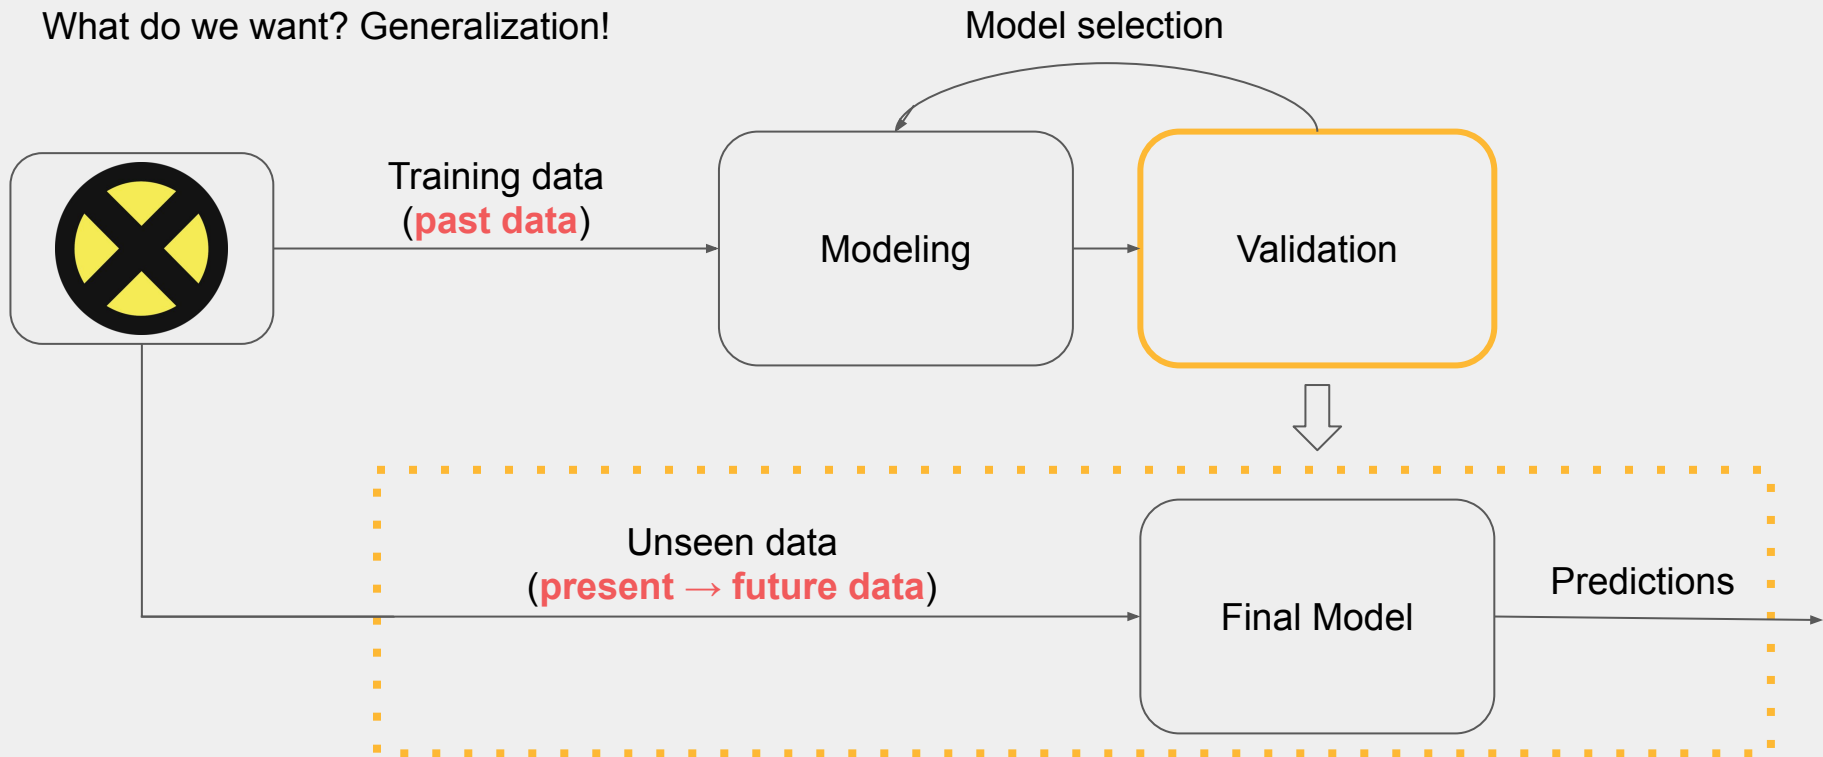 What do we want? Generalization!
Model selection
Training data
(past data)
Modeling
Validation
Unseen data
(present → future data)
Final Model
Predictions